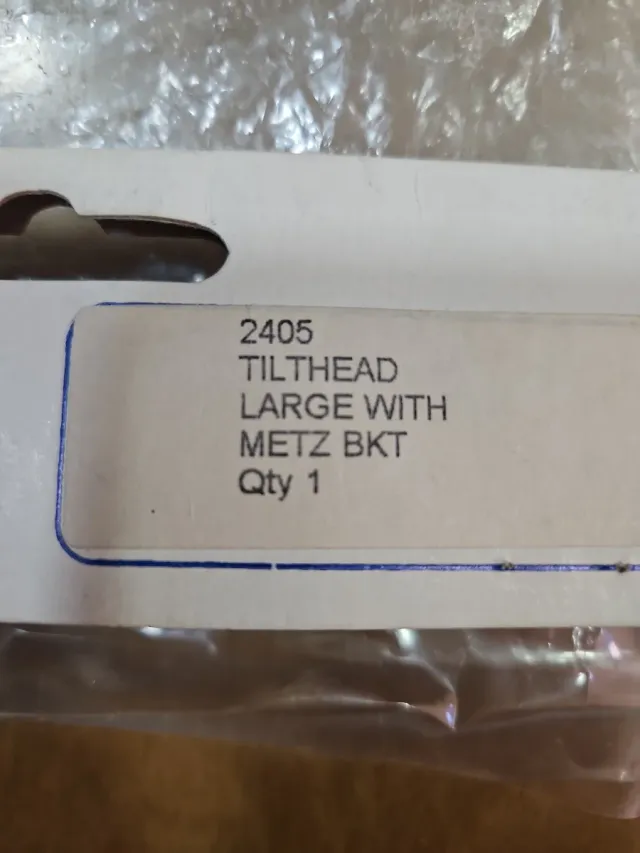 2405
TILTHEAD
LARGE WITH
METZ BKT
Qty 1